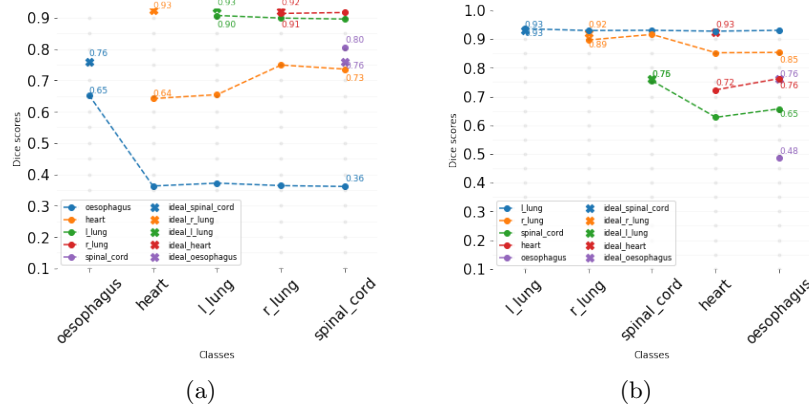 0.9
0.8
0.7
0.6
0.5
0.4
0.3
0.2
0.1
Dice scores
0.93
0.93
0.92
0.90
0.91
0.80
0.76
0.76
0.65
0.64
0.73
0.36
oesophagus
heart
l_lung
r_lung
spinal_cord
ideal_spinal_cord
ideal_r_lung
ideal_l_lung
ideal_heart
ideal_oesophagus
oesophagus
heart
l_lung
r_lung
spinal_cord
Classes
(a)
1.0
0.9
0.8
0.7
0.6
0.5
0.4
0.3
0.2
0.1
Dice scores
0.93
0.93
0.92
0.89
0.93
0.85
0.76
0.72
0.76
0.76
0.65
0.48
l_lung
r_lung
spinal_cord
heart
oesophagus
ideal_spinal_cord
ideal_r_lung
ideal_l_lung
ideal_heart
ideal_oesophagus
l_lung
r_lung
spinal_cord
heart
oesophagus
Classes
(b)